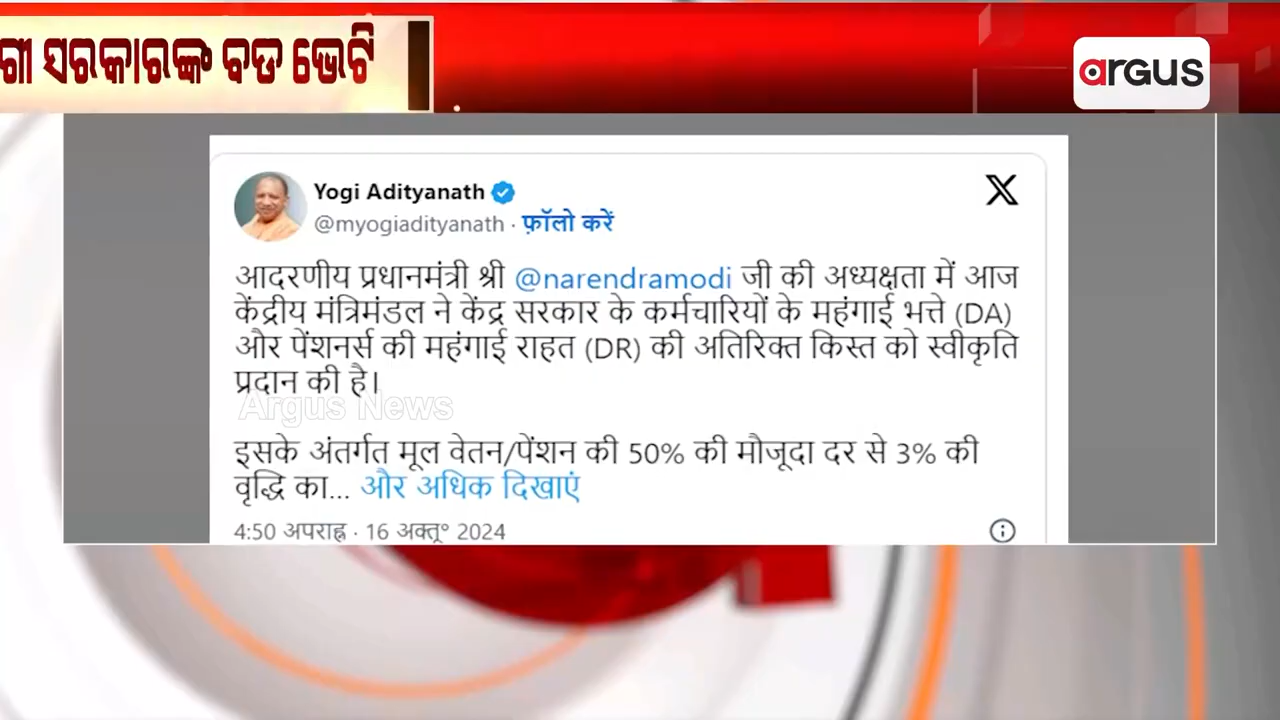 ଗୀ ସରକାରଙ୍କ ବଡ ଭେଟି
argus
Yogi Adityanath
@myogiadityanath · फ़ॉलो करें
आदरणीय प्रधानमंत्री श्री @narendramodi जी की अध्यक्षता में आज
केंद्रीय मंत्रिमंडल ने केंद्र सरकार के कर्मचारियों के महंगाई भत्ते (DA)
और पेंशनर्स की महंगाई राहत (DR) की अतिरिक्त किस्त को स्वीकृति
प्रदान की है।
Argus News
इसके अंतर्गत मूल वेतन/पेंशन की 50% की मौजूदा दर से 3% की
वृद्धि का... और अधिक दिखाएं
4:50 अपराह्न · 16 अक्तू॰ 2024